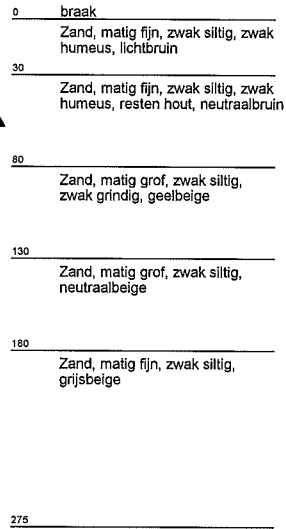 0 braak
Zand, matig fijn, zwak siltig, zwak
humeus, lichtbruin
30
Zand, matig fijn, zwak siltig, zwak
humeus, resten hout, neutraalbruin
80
Zand, matig grof, zwak siltig,
zwak grindig, geelbeige
130
Zand, matig grof, zwak siltig,
neutraalbeige
180
Zand, matig fijn, zwak siltig,
grijsbeige
275